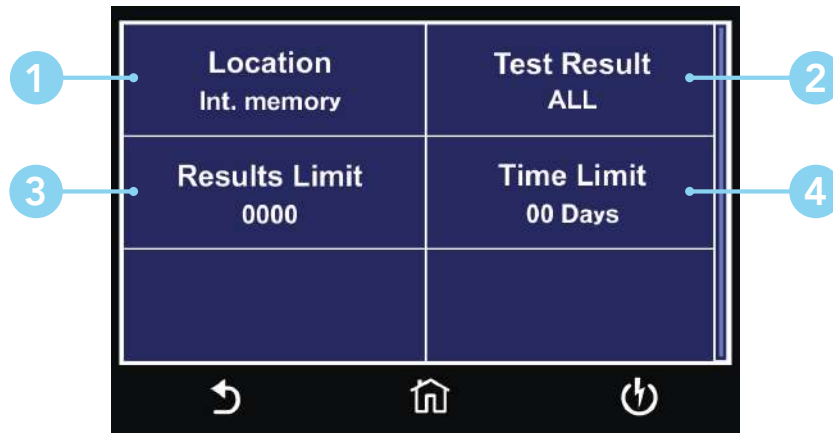 1
Location
Int. memory
Test Result
ALL
2
3
Results Limit
0000
Time Limit
00 Days
4